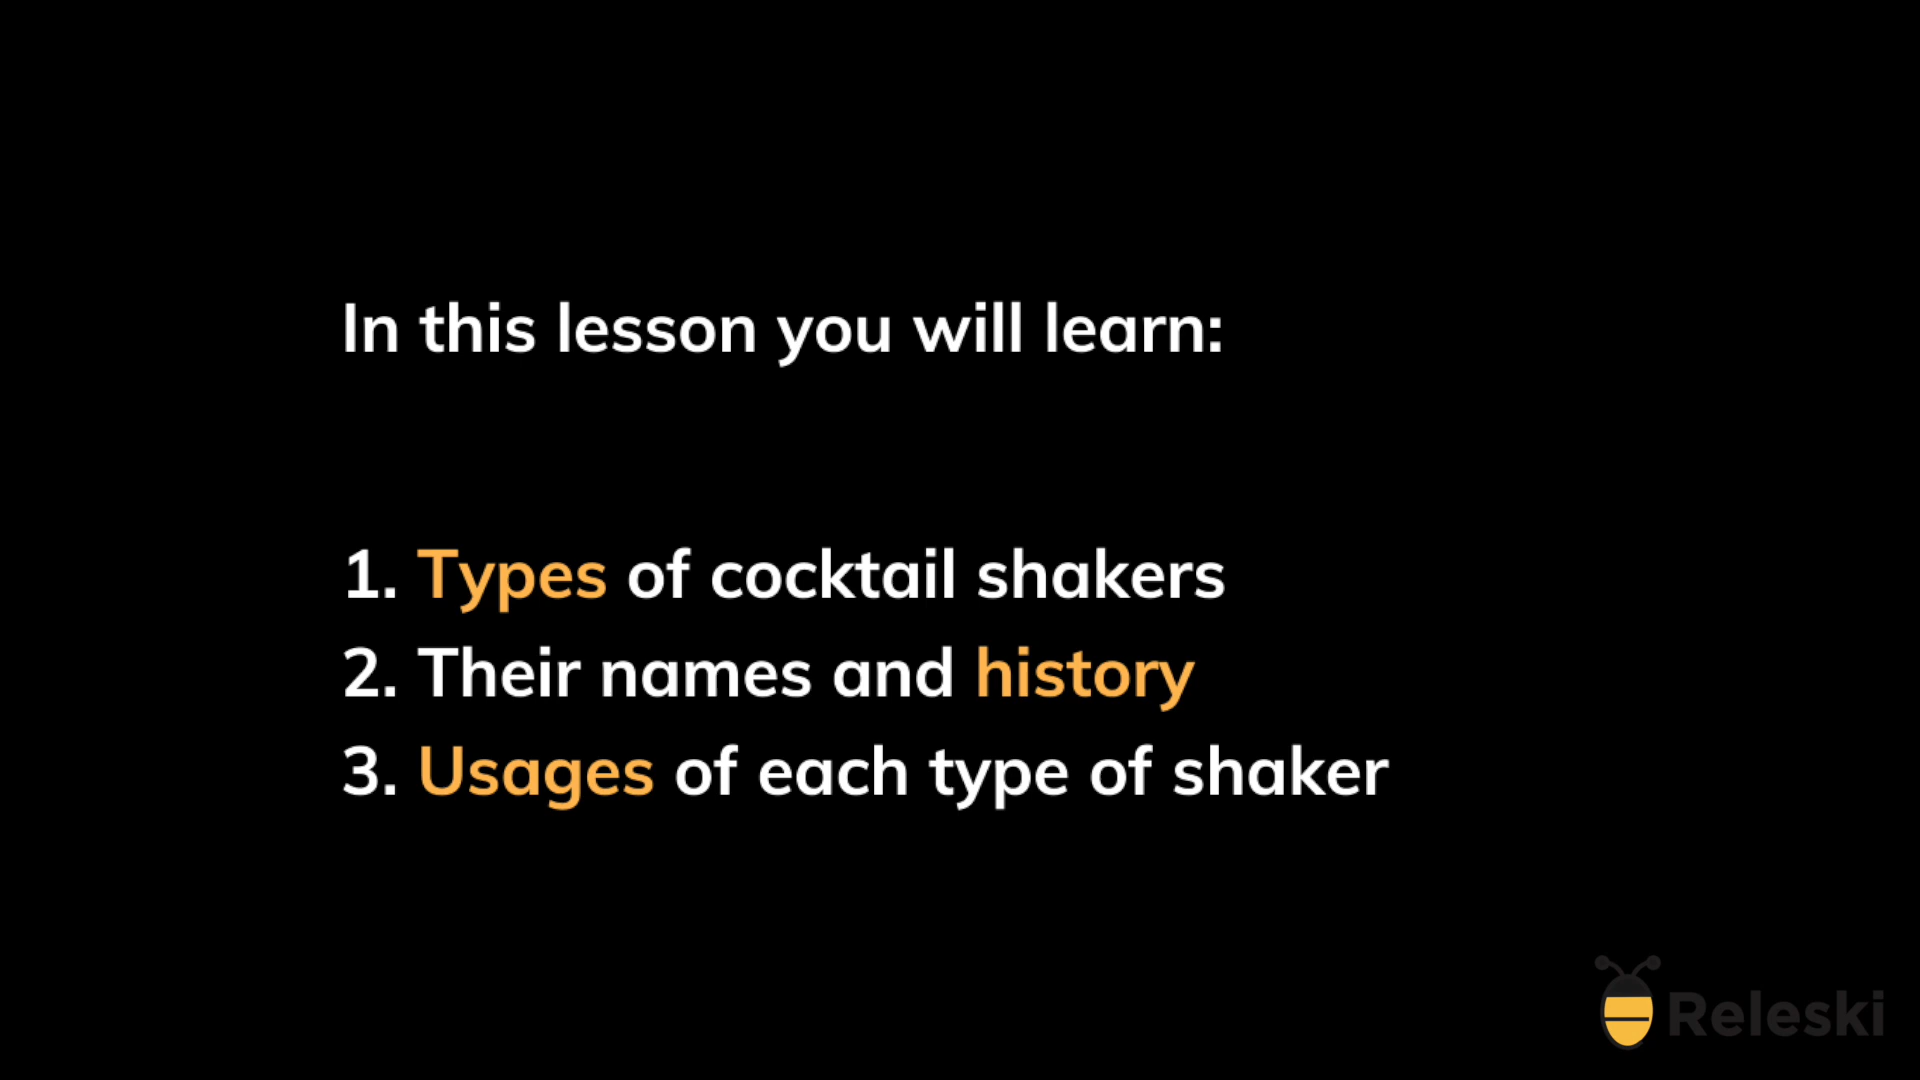 In this lesson you will learn:
1. Types of cocktail shakers
2. Their names and history
3. Usages of each type of shaker
Releski